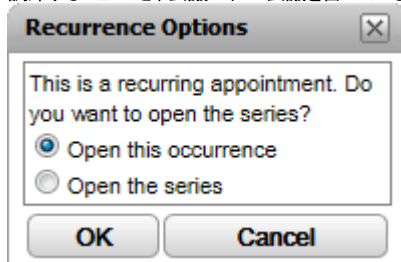 Recurrence Options
This is a recurring appointment. Do
you want to open the series?
Open this occurrence
Open the series
OK Cancel